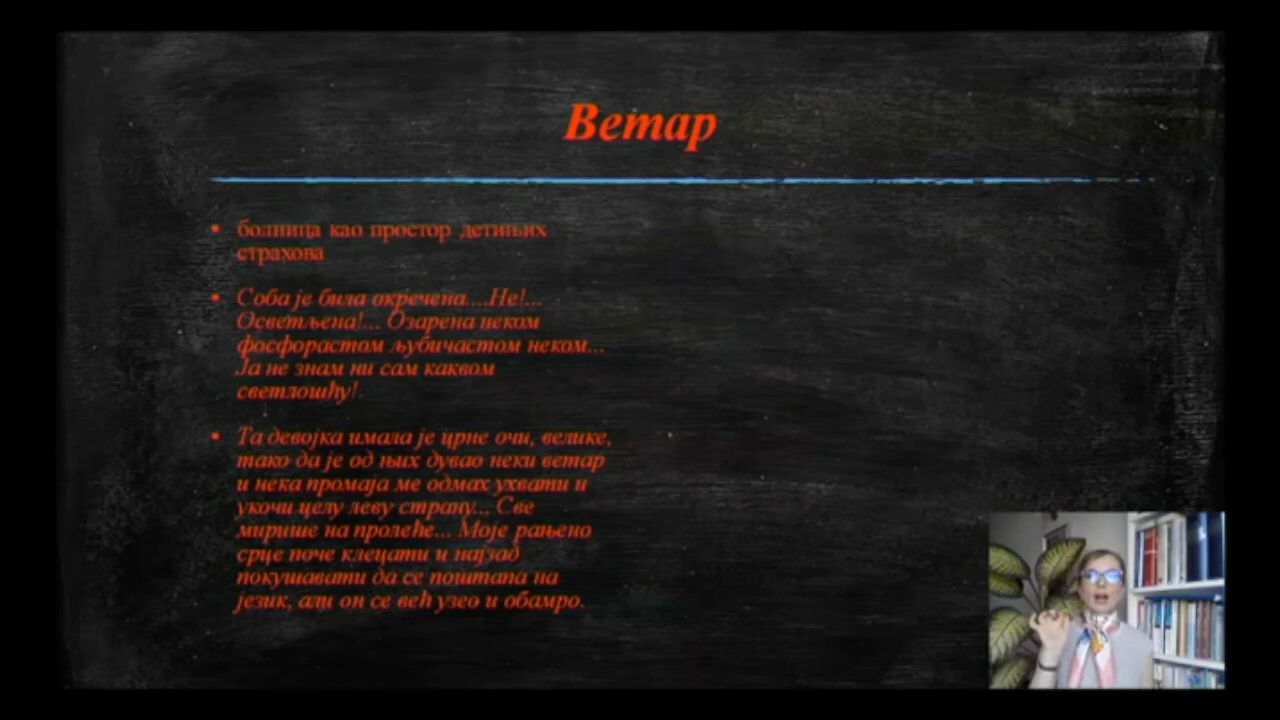 Ветар
▪ болница као простор детињих
страхова
▪ Соба је била окречена....Не!...
Осветљена!... Озарена неком
фосфорастом љубичастом неком...
Ја не знам ни сам каквом
светлошћу!
▪ Та девојка имала је црне очи, велике,
тако да је од њих дувао неки ветар
и нека промаја ме одмах ухвати и
укочи целу леву страну... Све
мирише на пролеће... Моје рањено
срце поче клецати и најзад
покушавати да се поштапа на
језик, али он се већ узео и обамро.